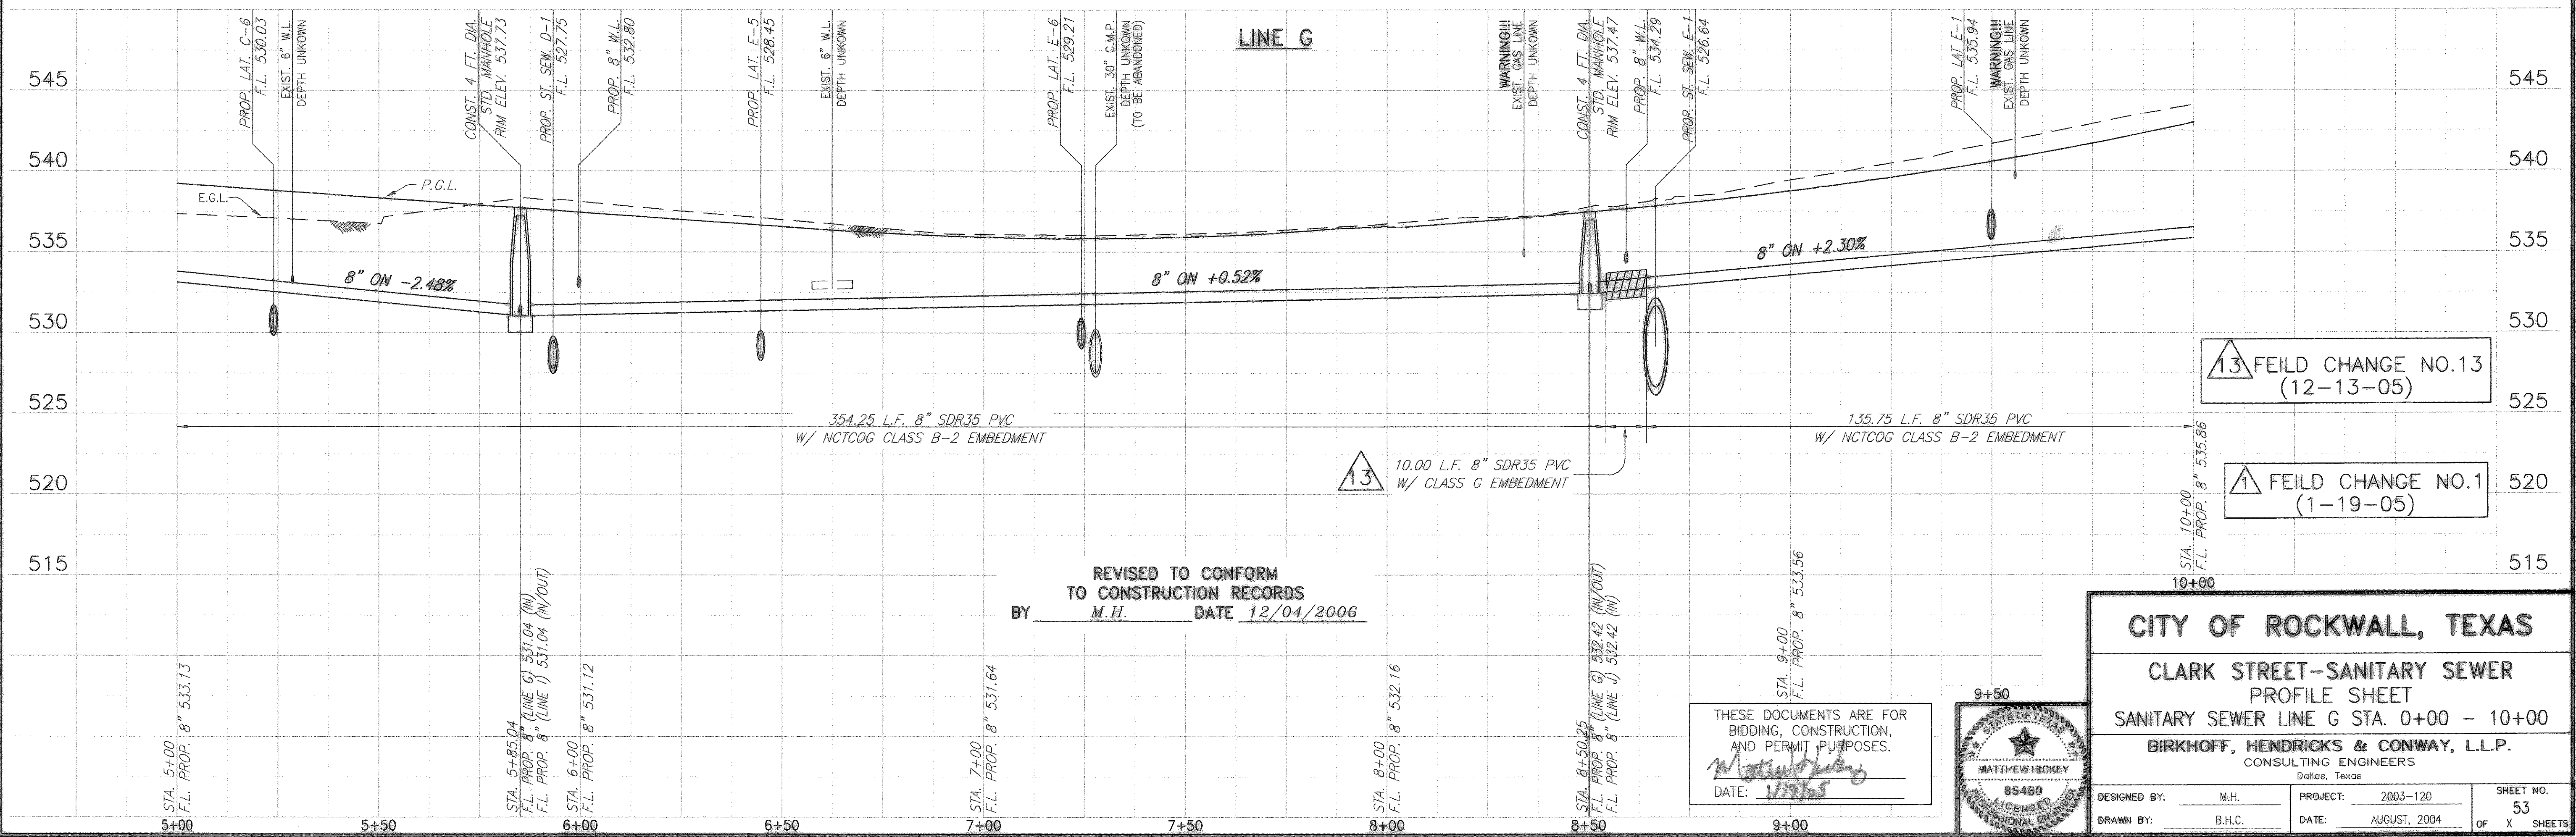 LINE G
PROP. LAT. C-6
F.L. 530.03
EXIST. 6" W.L.
DEPTH UNKOWN
CONST. 4 FT. DIA.
STD. MANHOLE
RIM ELEV. 537.73
PROP. ST. SEW. D-1
F.L. 527.75
PROP. 8" W.L.
F.L. 532.80
PROP. LAT. E-5
F.L. 528.45
EXIST. 6" W.L.
DEPTH UNKOWN
PROP. LAT. E-6
F.L. 529.21
EXIST. 30" C.M.P.
DEPTH UNKOWN
(TO BE ABANDONED)
WARNING!!!
EXIST. GAS LINE
DEPTH UNKOWN
CONST. 4 FT. DIA.
STD. MANHOLE
RIM ELEV. 537.47
PROP. 8" W.L.
F.L. 534.29
PROP. ST. SEW. E-1
F.L. 526.64
PROP. LAT E-1
F.L. 535.94
WARNING!!!
EXIST. GAS LINE
DEPTH UNKOWN
545
540
535
530
525
520
515
545
540
535
530
525
520
515
P.G.L.
E.G.L.
8" ON -2.48%
8" ON +0.52%
8" ON +2.30%
354.25 L.F. 8" SDR35 PVC
W/ NCTCOG CLASS B-2 EMBEDMENT
135.75 L.F. 8" SDR35 PVC
W/ NCTCOG CLASS B-2 EMBEDMENT
13
10.00 L.F. 8" SDR35 PVC
W/ CLASS G EMBEDMENT
13 FEILD CHANGE NO.13
(12-13-05)
1 FEILD CHANGE NO.1
(1-19-05)
REVISED TO CONFORM
TO CONSTRUCTION RECORDS
BY M.H. DATE 12/04/2006
STA. 5+00
F.L. PROP. 8" 533.13
STA. 5+85.04
F.L. PROP. 8" (LINE G) 531.04 (IN)
F.L. PROP. 8" (LINE I) 531.04 (IN/OUT)
STA. 6+00
F.L. PROP. 8" 531.12
STA. 7+00
F.L. PROP. 8" 531.64
STA. 8+00
F.L. PROP. 8" 532.16
STA. 8+50.25
F.L. PROP. 8" (LINE G) 532.42 (IN/OUT)
F.L. PROP. 8" (LINE J) 532.42 (IN)
STA. 9+00
F.L. PROP. 8" 533.56
STA. 10+00
F.L. PROP. 8" 535.86
5+00
5+50
6+00
6+50
7+00
7+50
8+00
8+50
9+00
9+50
10+00
THESE DOCUMENTS ARE FOR
BIDDING, CONSTRUCTION,
AND PERMIT PURPOSES.
DATE: 1/19/05
STATE OF TEXAS
MATTHEW HICKEY
85480
LICENSED
PROFESSIONAL ENGINEER
CITY OF ROCKWALL, TEXAS
CLARK STREET-SANITARY SEWER
PROFILE SHEET
SANITARY SEWER LINE G STA. 0+00 - 10+00
BIRKHOFF, HENDRICKS & CONWAY, L.L.P.
CONSULTING ENGINEERS
Dallas, Texas
DESIGNED BY: M.H.
DRAWN BY: B.H.C.
PROJECT: 2003-120
DATE: AUGUST, 2004
SHEET NO.
53
OF X SHEETS